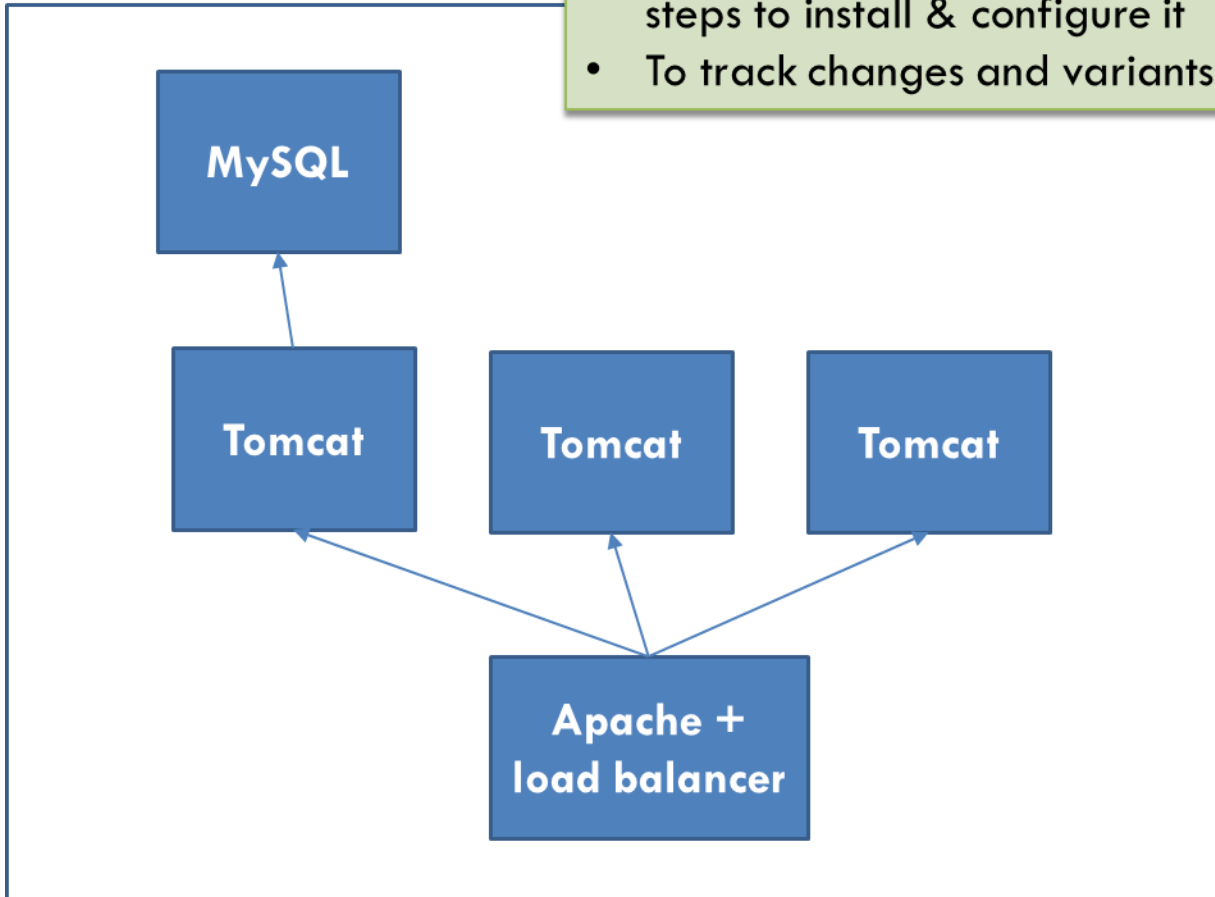 steps to install & configure it
• To track changes and variants
MySQL
Tomcat
Tomcat
Tomcat
Apache +
load balancer